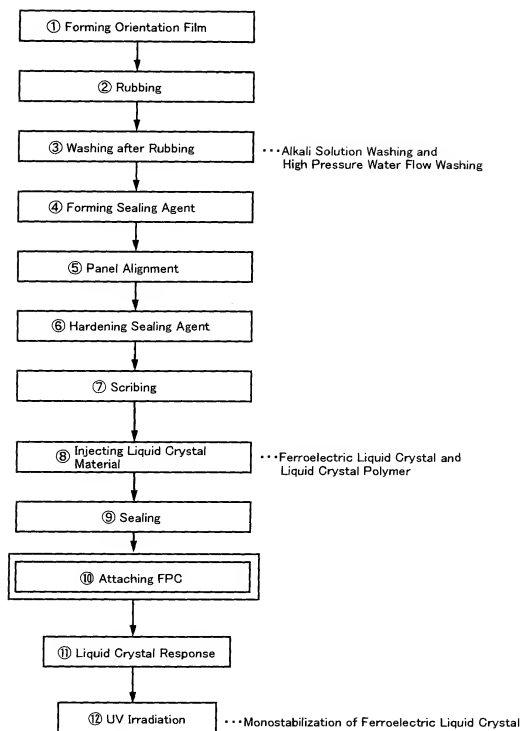 ① Forming Orientation Film
② Rubbing
③ Washing after Rubbing
···Alkali Solution Washing and
High Pressure Water Flow Washing
④ Forming Sealing Agent
⑤ Panel Alignment
⑥ Hardening Sealing Agent
⑦ Scribing
⑧ Injecting Liquid Crystal
Material
···Ferroelectric Liquid Crystal and
Liquid Crystal Polymer
⑨ Sealing
⑩ Attaching FPC
⑪ Liquid Crystal Response
⑫ UV Irradiation
···Monostabilization of Ferroelectric Liquid Crystal